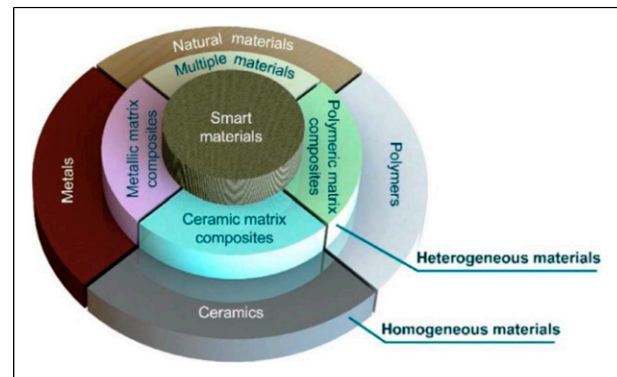 Natural materials
Multiple materials
Smart
materials
Metals
Metallic matrix
composites
Polymeric matrix
composites
Polymers
Ceramic matrix
composites
Heterogeneous materials
Ceramics
Homogeneous materials